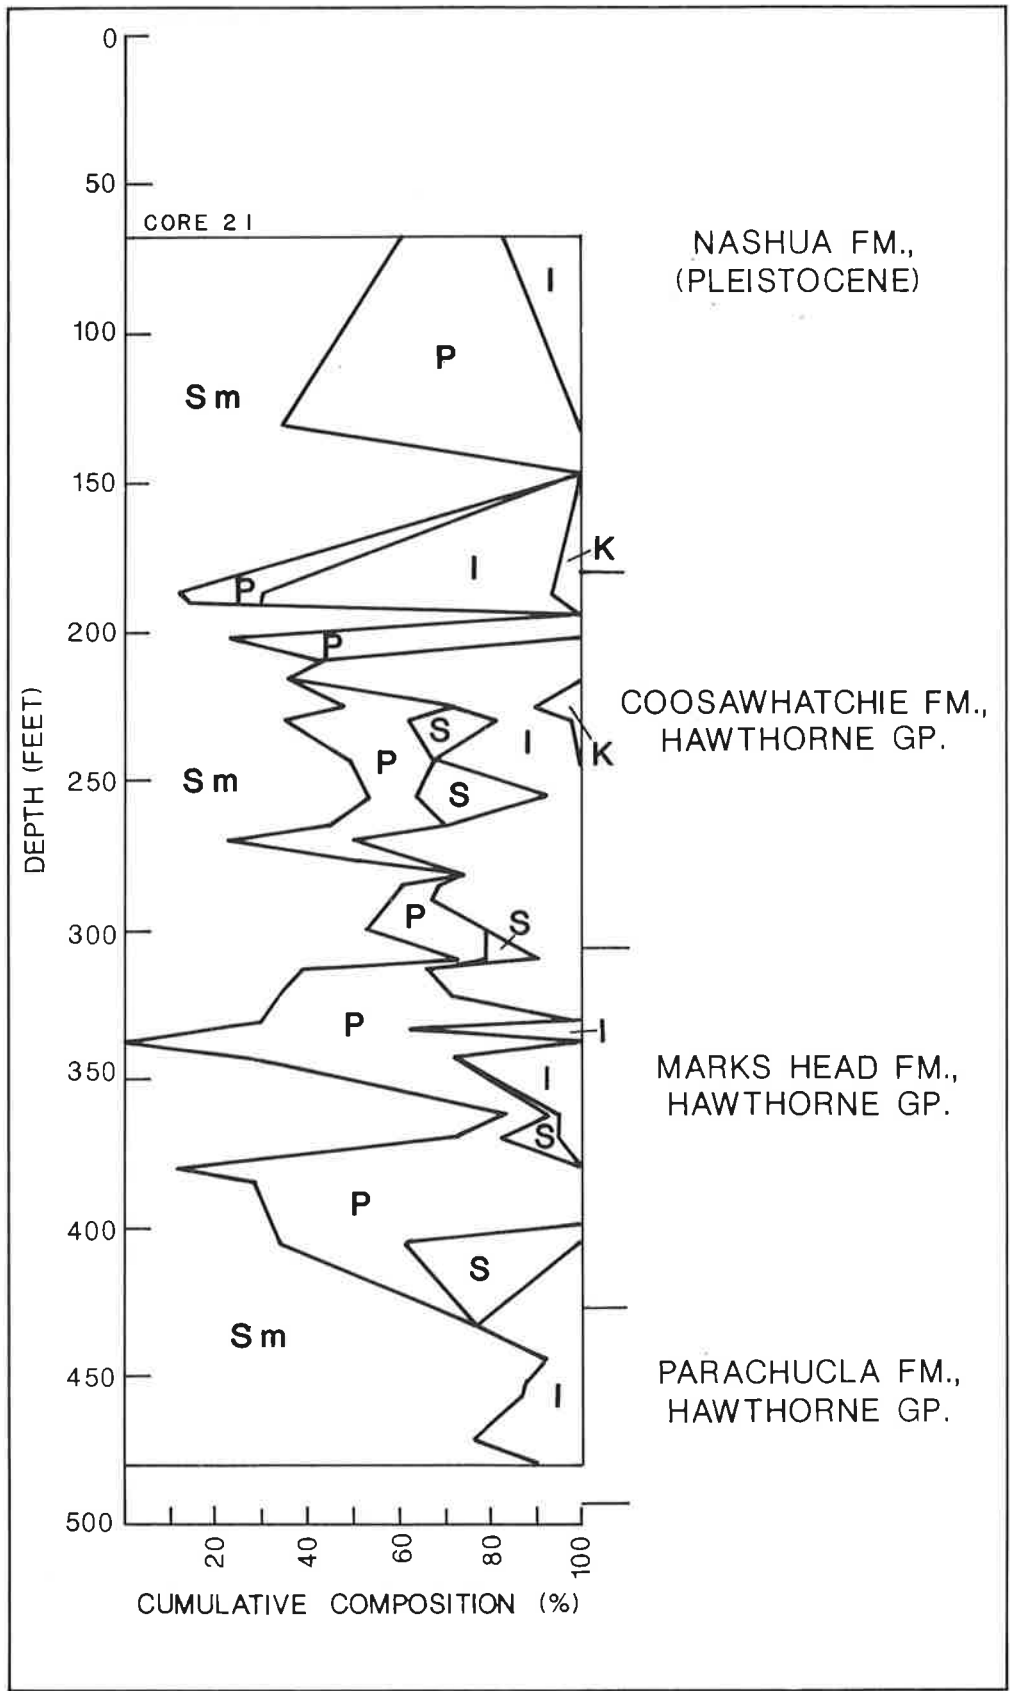 0
50
CORE 21
NASHUA FM.,
(PLEISTOCENE)
I
100
P
Sm
150
K
I
P
200
P
COOSAWHATCHIE FM.,
HAWTHORNE GP.
S
I
K
P
Sm
250
S
DEPTH (FEET)
P
S
300
P
I
350
I
MARKS HEAD FM.,
HAWTHORNE GP.
S
P
400
S
Sm
450
I
PARACHUCLA FM.,
HAWTHORNE GP.
500
20 40 60 80 100
CUMULATIVE COMPOSITION (%)